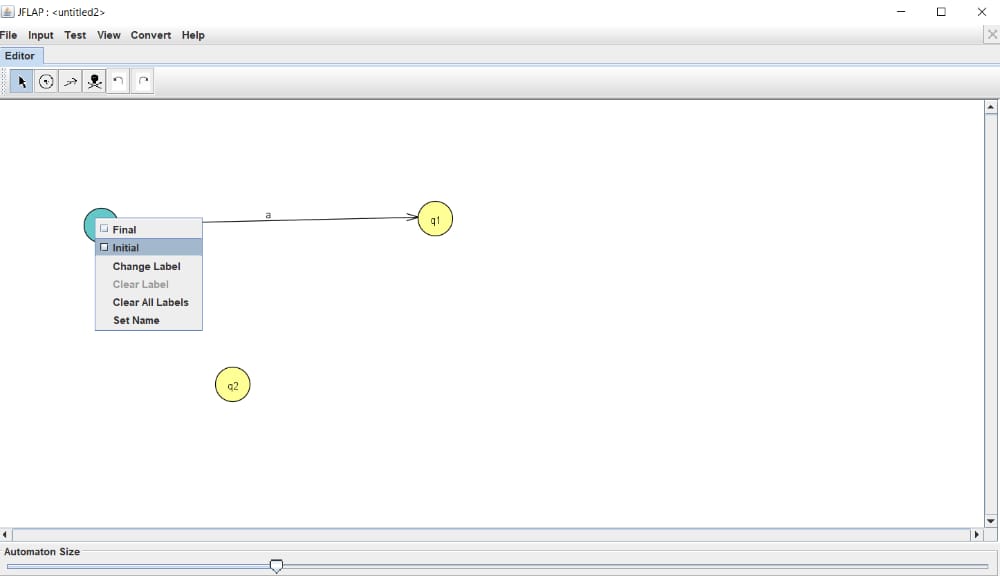 JFLAP : <untitled2>
File Input Test View Convert Help
Editor
a
q1
Final
Initial
Change Label
Clear Label
Clear All Labels
Set Name
q2
Automaton Size